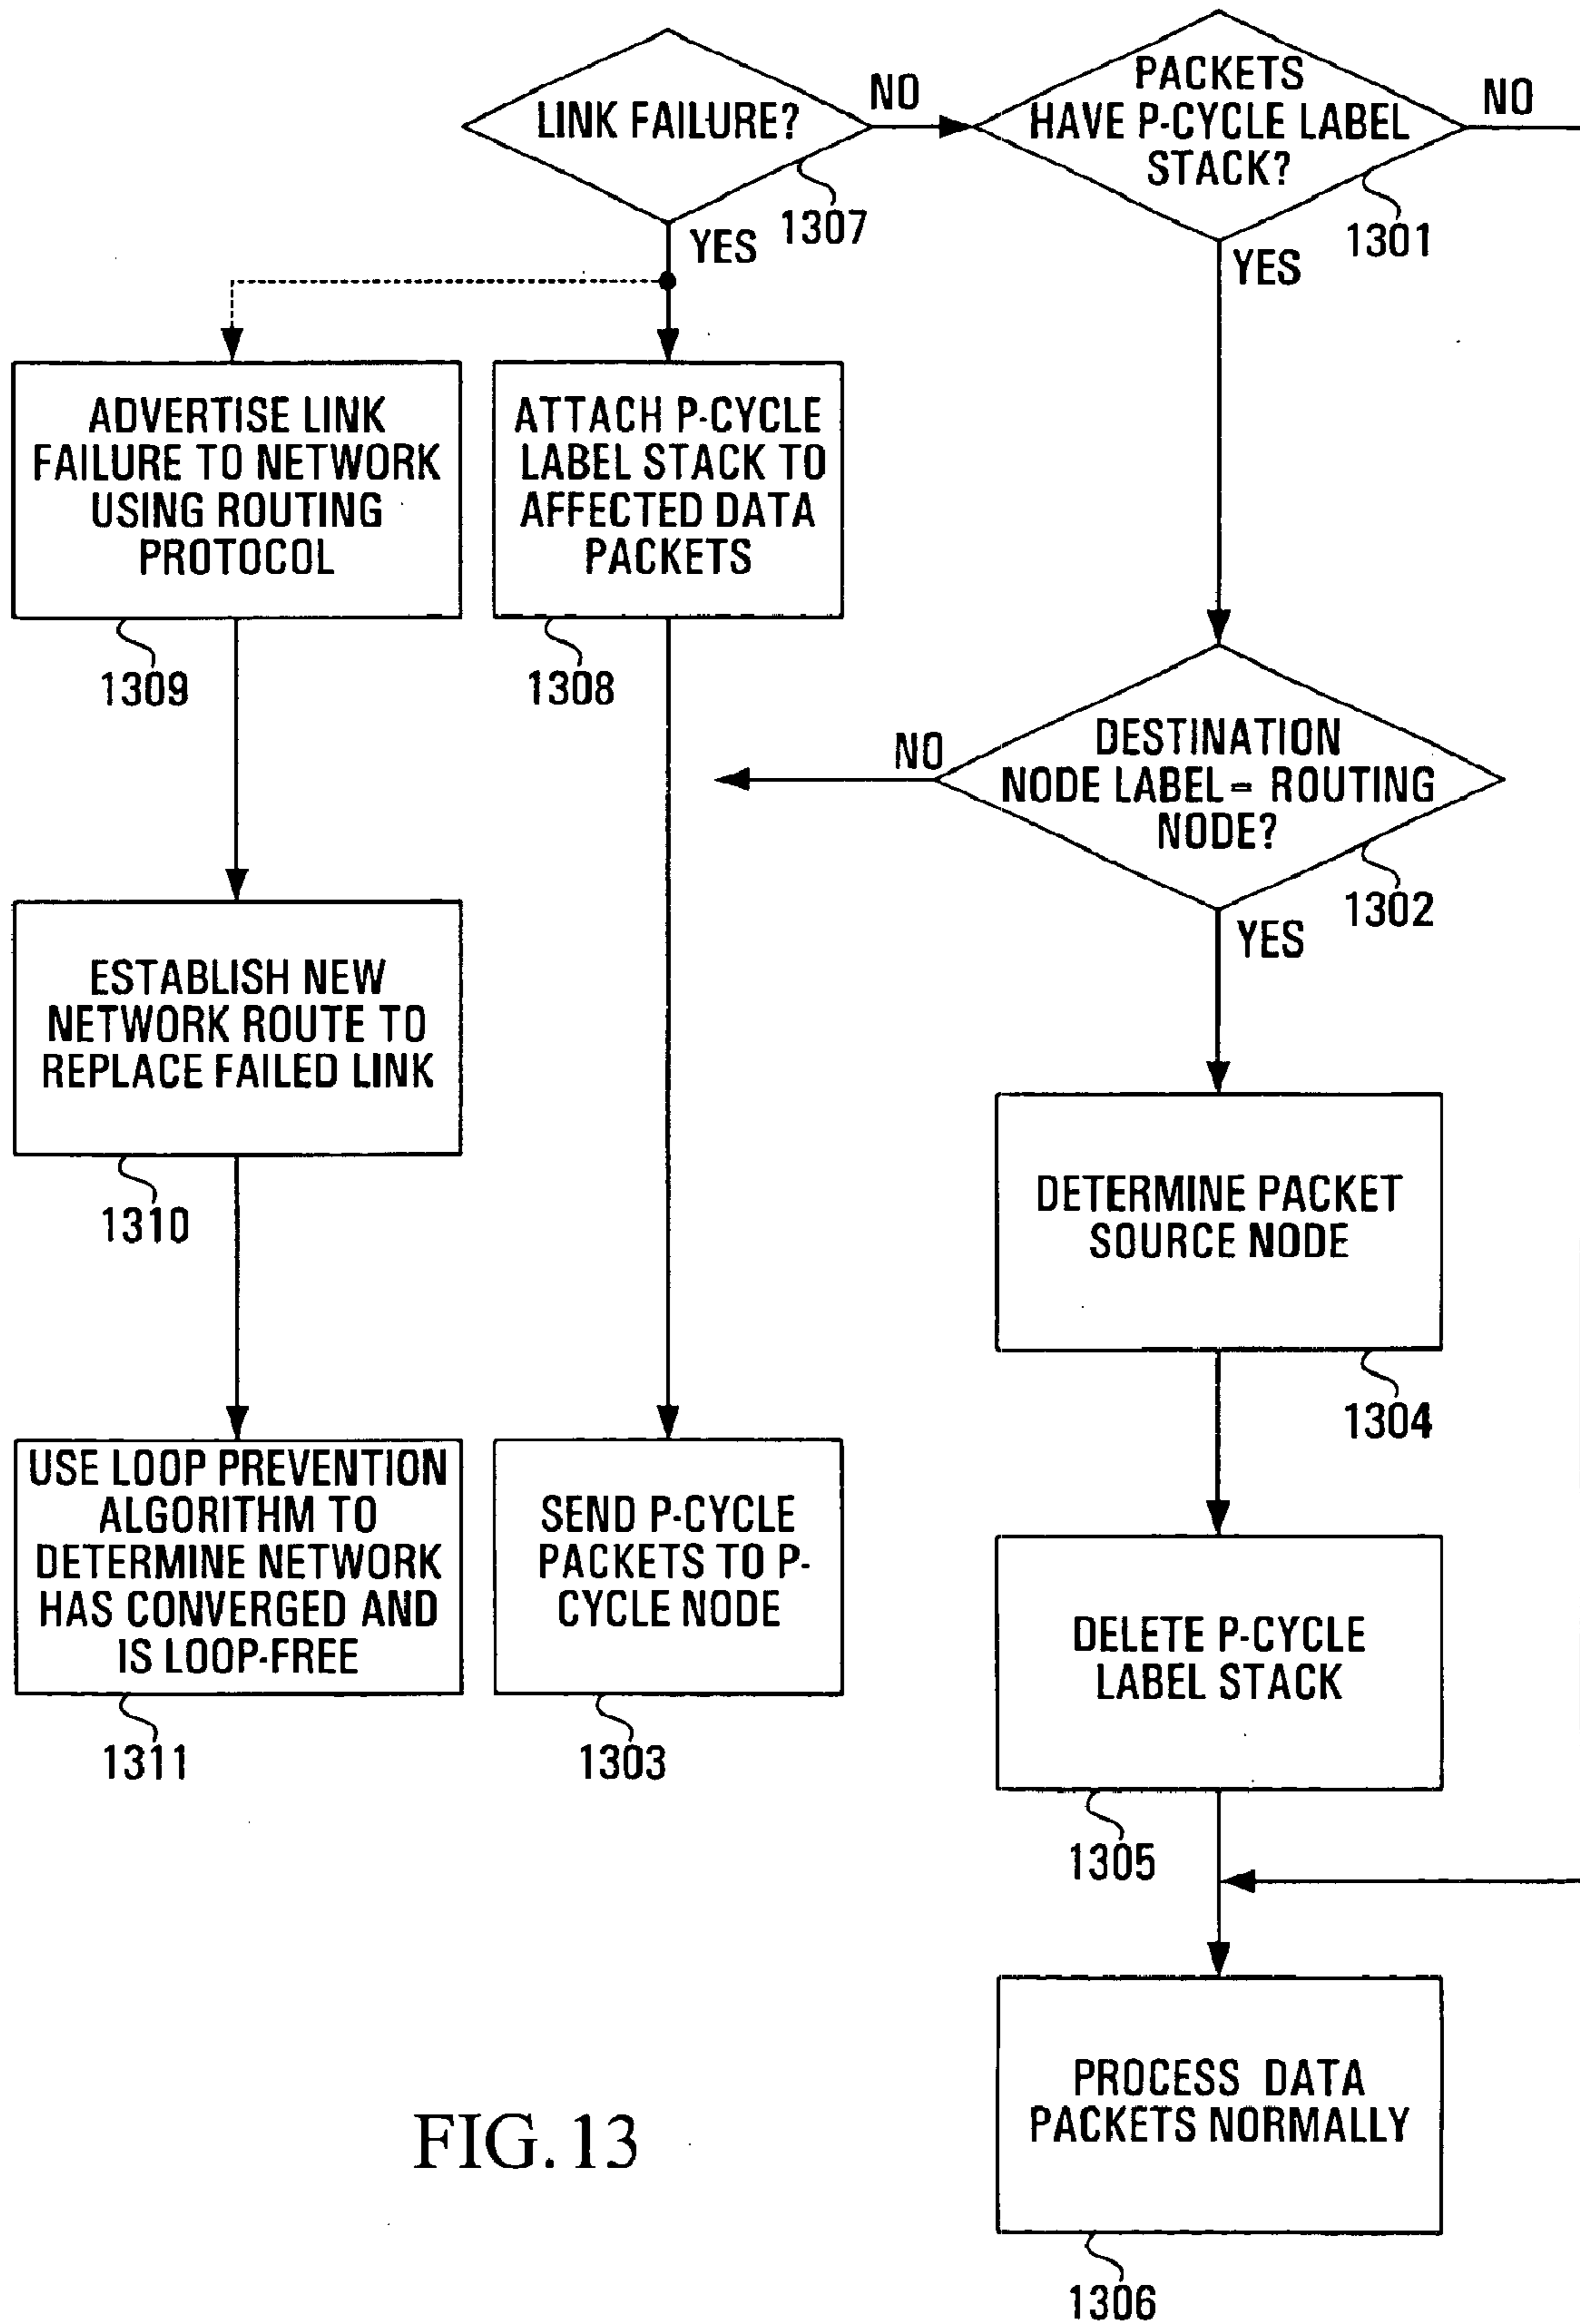 LINK FAILURE?
NO
1307
YES
PACKETS
HAVE P-CYCLE LABEL
STACK?
NO
1301
YES
ADVERTISE LINK
FAILURE TO NETWORK
USING ROUTING
PROTOCOL
1309
ATTACH P-CYCLE
LABEL STACK TO
AFFECTED DATA
PACKETS
1308
DESTINATION
NODE LABEL = ROUTING
NODE?
NO
1302
YES
ESTABLISH NEW
NETWORK ROUTE TO
REPLACE FAILED LINK
1310
DETERMINE PACKET
SOURCE NODE
1304
USE LOOP PREVENTION
ALGORITHM TO
DETERMINE NETWORK
HAS CONVERGED AND
IS LOOP-FREE
1311
SEND P-CYCLE
PACKETS TO P-
CYCLE NODE
1303
DELETE P-CYCLE
LABEL STACK
1305
PROCESS DATA
PACKETS NORMALLY
1306
FIG. 13